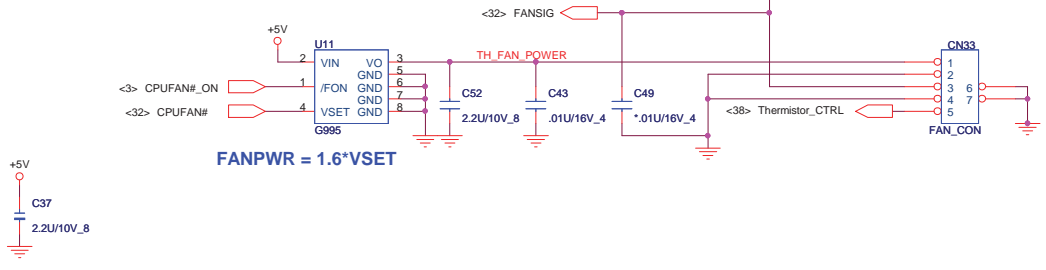 <32> FANSIG
+5V
U11
CN33
2 VIN VO 3
TH_FAN_POWER
1
GND 5
2
<3> CPUFAN#_ON
1 /FON GND 6
C52
C43
C49
3 6
GND 7
4 7
<32> CPUFAN#
4 VSET GND 8
2.2U/10V_8
.01U/16V_4
*.01U/16V_4
<38> Thermistor_CTRL
5
G995
FAN_CON
FANPWR = 1.6*VSET
+5V
C37
2.2U/10V_8